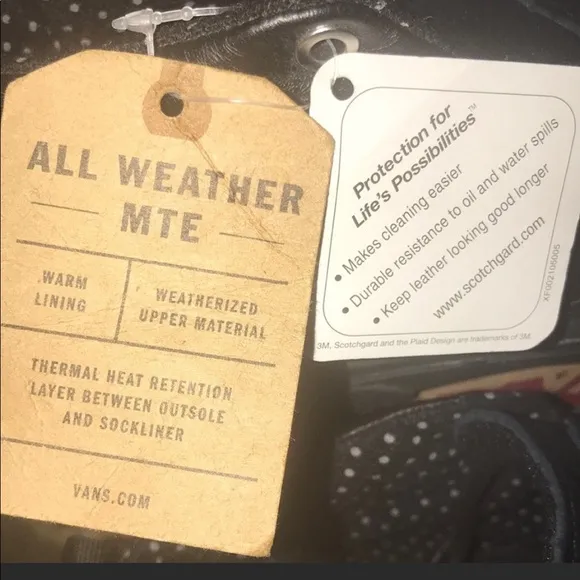 ALL WEATHER
MTE
WARM
LINING
WEATHERIZED
UPPER MATERIAL
THERMAL HEAT RETENTION
LAYER BETWEEN OUTSOLE
AND SOCKLINER
VANS.COM
Protection for
Life's Possibilities™
• Makes cleaning easier
• Durable resistance to oil and water spills
• Keep leather looking good longer
www.scotchgard.com
XF002106005
3M, Scotchgard and the Plaid Design are trademarks of 3M.